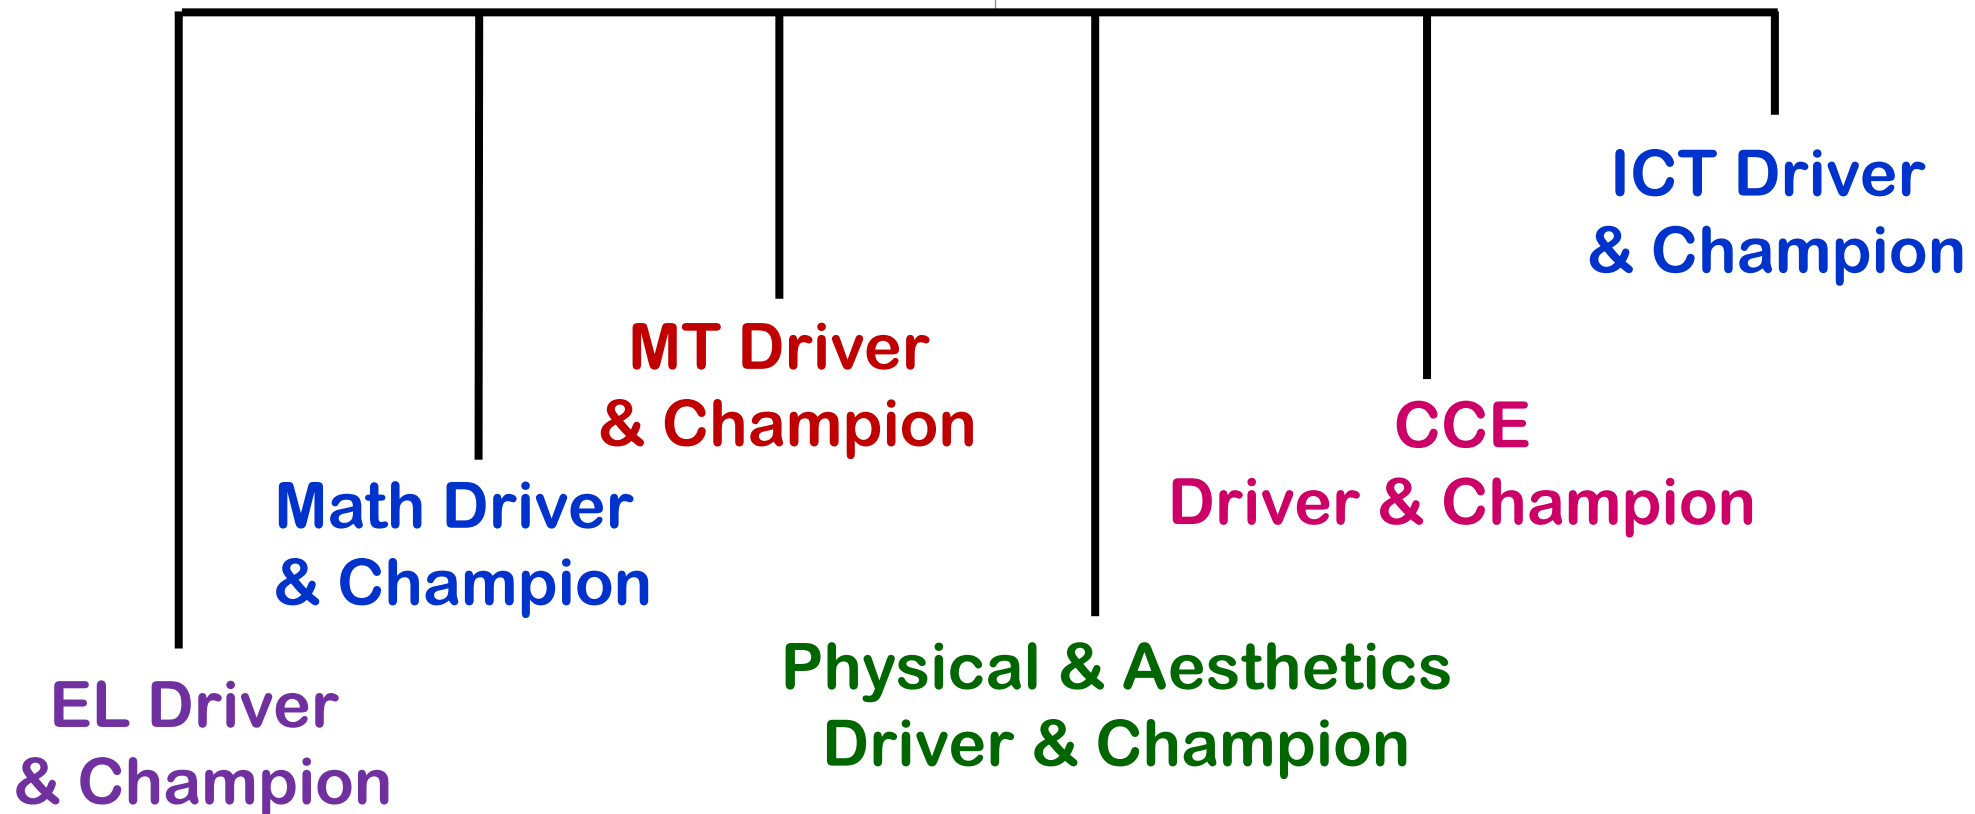 EL Driver
& Champion
Math Driver
& Champion
MT Driver
& Champion
Physical & Aesthetics
Driver & Champion
CCE
Driver & Champion
ICT Driver
& Champion